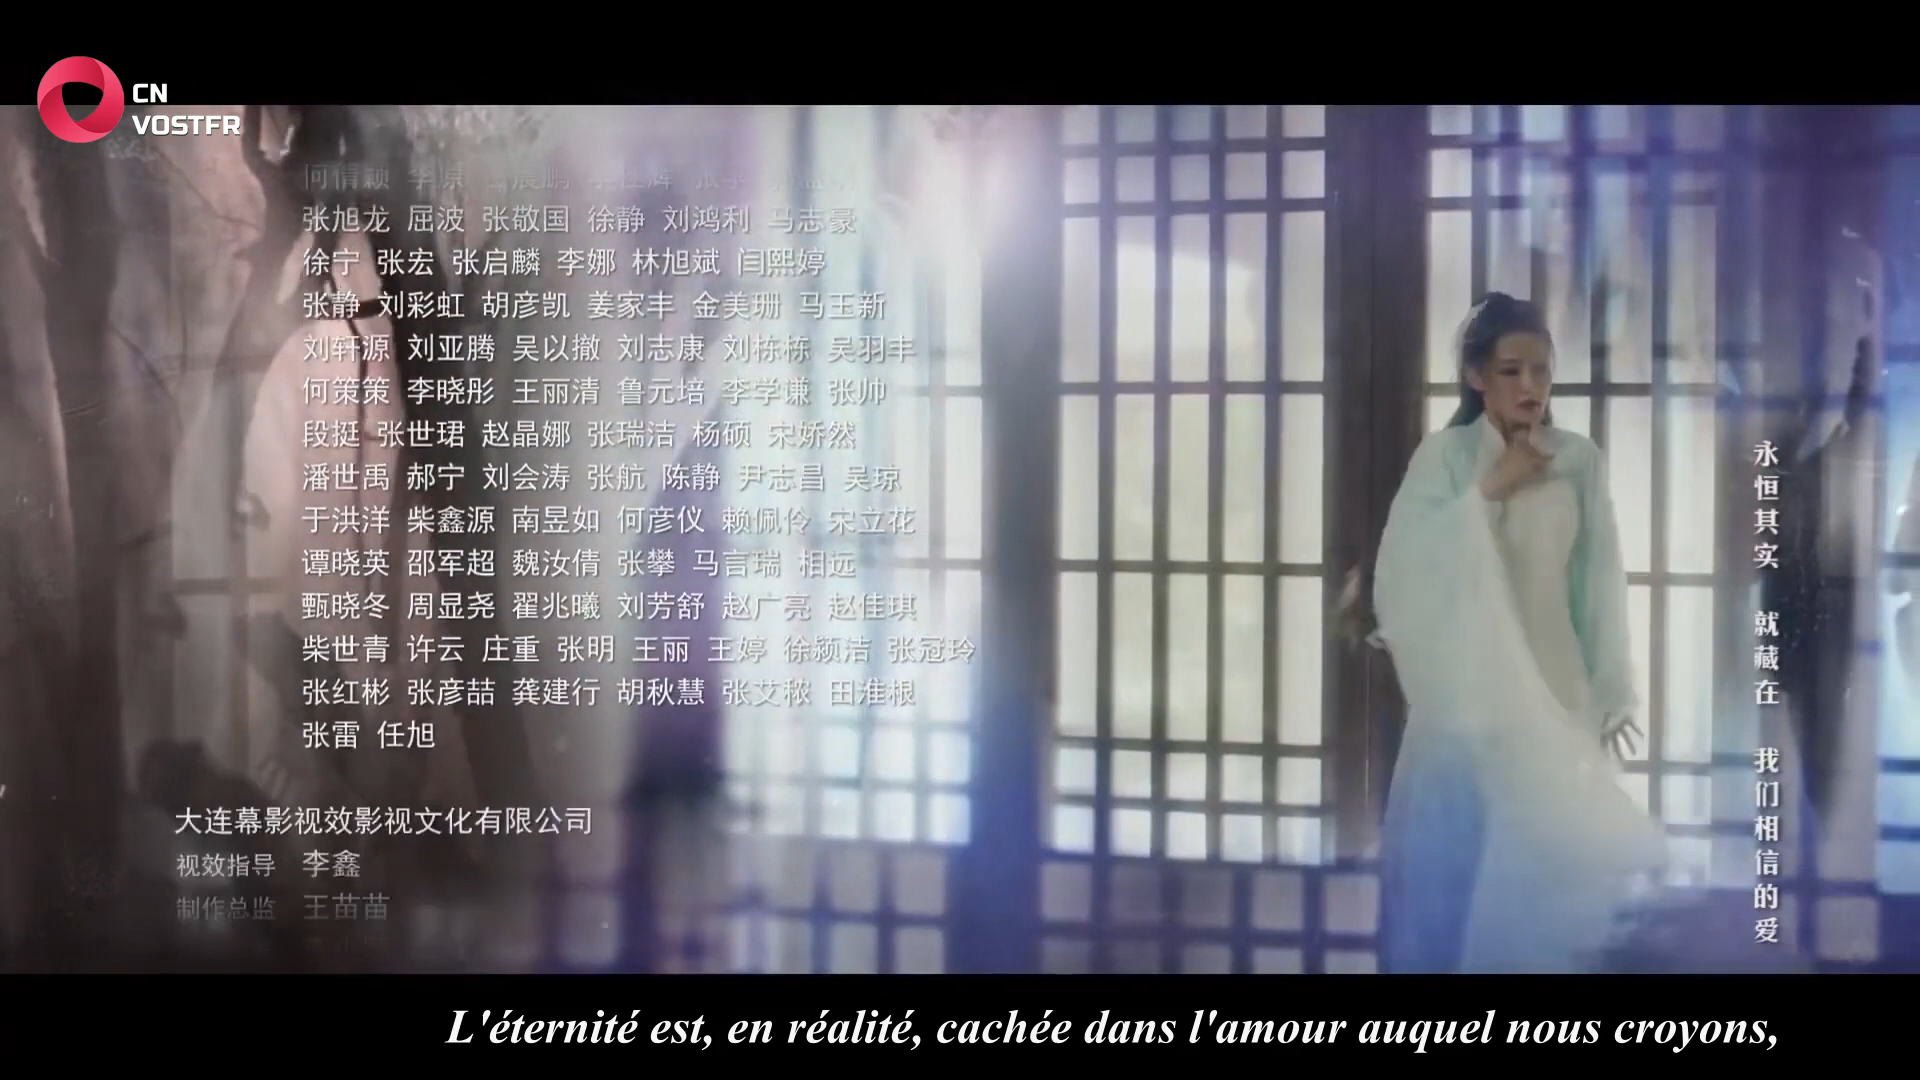 CN
VOSTFR
张旭龙 屈波 张敬国 徐静 刘鸿利 马志豪
徐宁 张宏 张启麟 李娜 林旭斌 闫熙婷
张静 刘彩虹 胡彦凯 姜家丰 金美珊 马王新
刘轩源 刘亚腾 吴以撤 刘志康 刘栋栋 吴羽丰
何策策 李晓彤 王丽清 鲁元培 李学谦 张帅
段挺 张世珺 赵晶娜 张瑞洁 杨硕 宋娇然
潘世禹 郝宁 刘会涛 张航 陈静 尹志昌 吴琼
于洪洋 柴鑫源 南昱如 何彦仪 赖佩伶 宋立花
谭晓英 邵军超 魏汝倩 张攀 马言瑞 相远
甄晓冬 周显尧 翟兆曦 刘芳舒 赵广亮 赵佳琪
柴世青 许云 庄重 张明 王丽 王婷 徐颍洁 张冠玲
张红彬 张彦喆 龚建行 胡秋慧 张艾秾 田淮根
张雷 任旭
大连幕影视效影视文化有限公司
视效指导 李鑫
制作总监 王苗苗
永恒其实 就藏在 我们相信的爱
L'éternité est, en réalité, cachée dans l'amour auquel nous croyons,